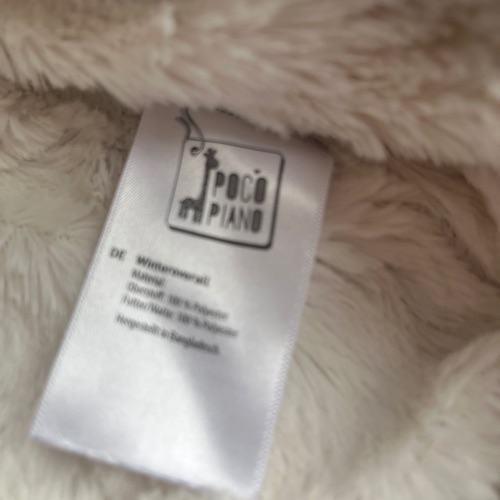 POCO
PIANO
DE Winteroverall
Material:
Oberstoff: 100 % Polyester
Futter/Watte: 100 % Polyester
Hergestellt in Bangladesch